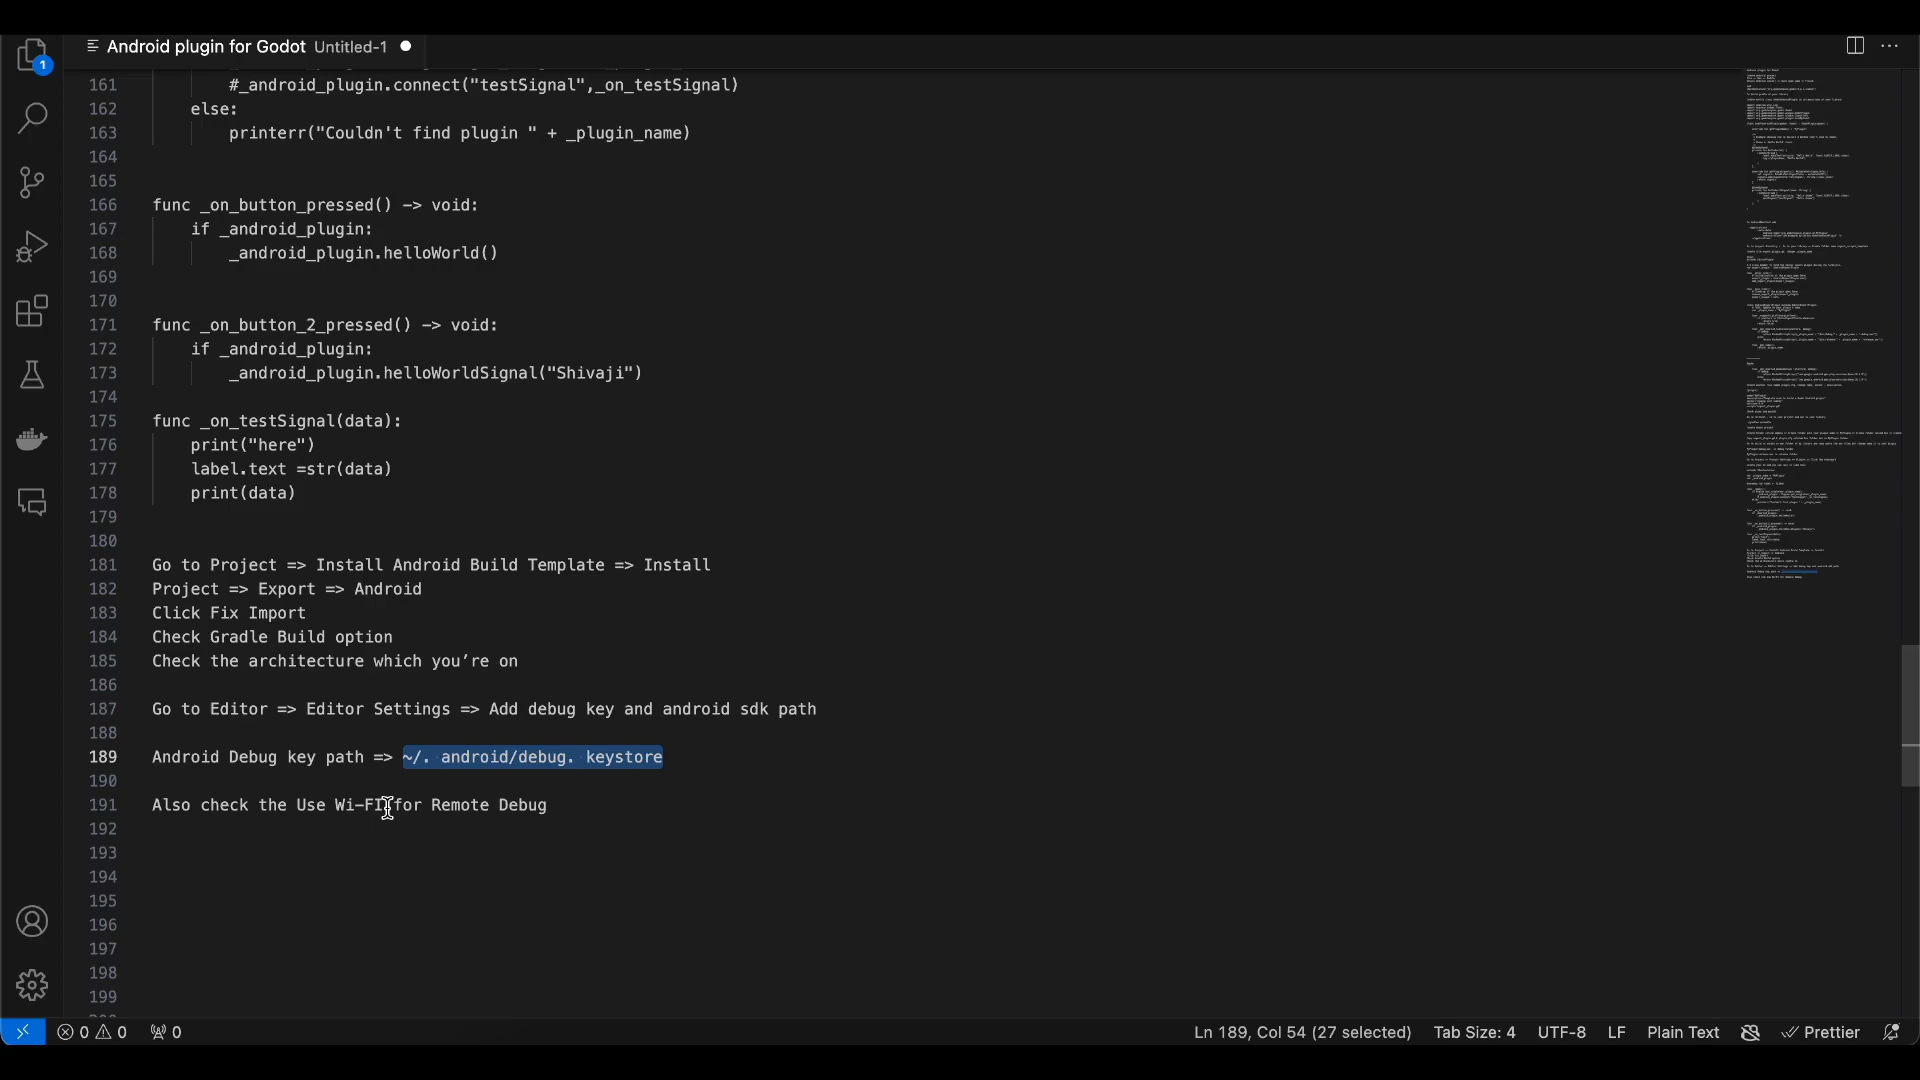 Android plugin for Godot Untitled-1
1
161 #_android_plugin.connect("testSignal",_on_testSignal)
162 else:
163 printerr("Couldn't find plugin " + _plugin_name)
164
165
166 func _on_button_pressed() -> void:
167 if _android_plugin:
168 _android_plugin.helloWorld()
169
170
171 func _on_button_2_pressed() -> void:
172 if _android_plugin:
173 _android_plugin.helloWorldSignal("Shivaji")
174
175 func _on_testSignal(data):
176 print("here")
177 label.text =str(data)
178 print(data)
179
180
181 Go to Project => Install Android Build Template => Install
182 Project => Export => Android
183 Click Fix Import
184 Check Gradle Build option
185 Check the architecture which you’re on
186
187 Go to Editor => Editor Settings => Add debug key and android sdk path
188
189 Android Debug key path => ~/. android/debug. keystore
190
191 Also check the Use Wi-FI for Remote Debug
192
193
194
195
196
197
198
199
0 0 0 Ln 189, Col 54 (27 selected) Tab Size: 4 UTF-8 LF Plain Text Prettier